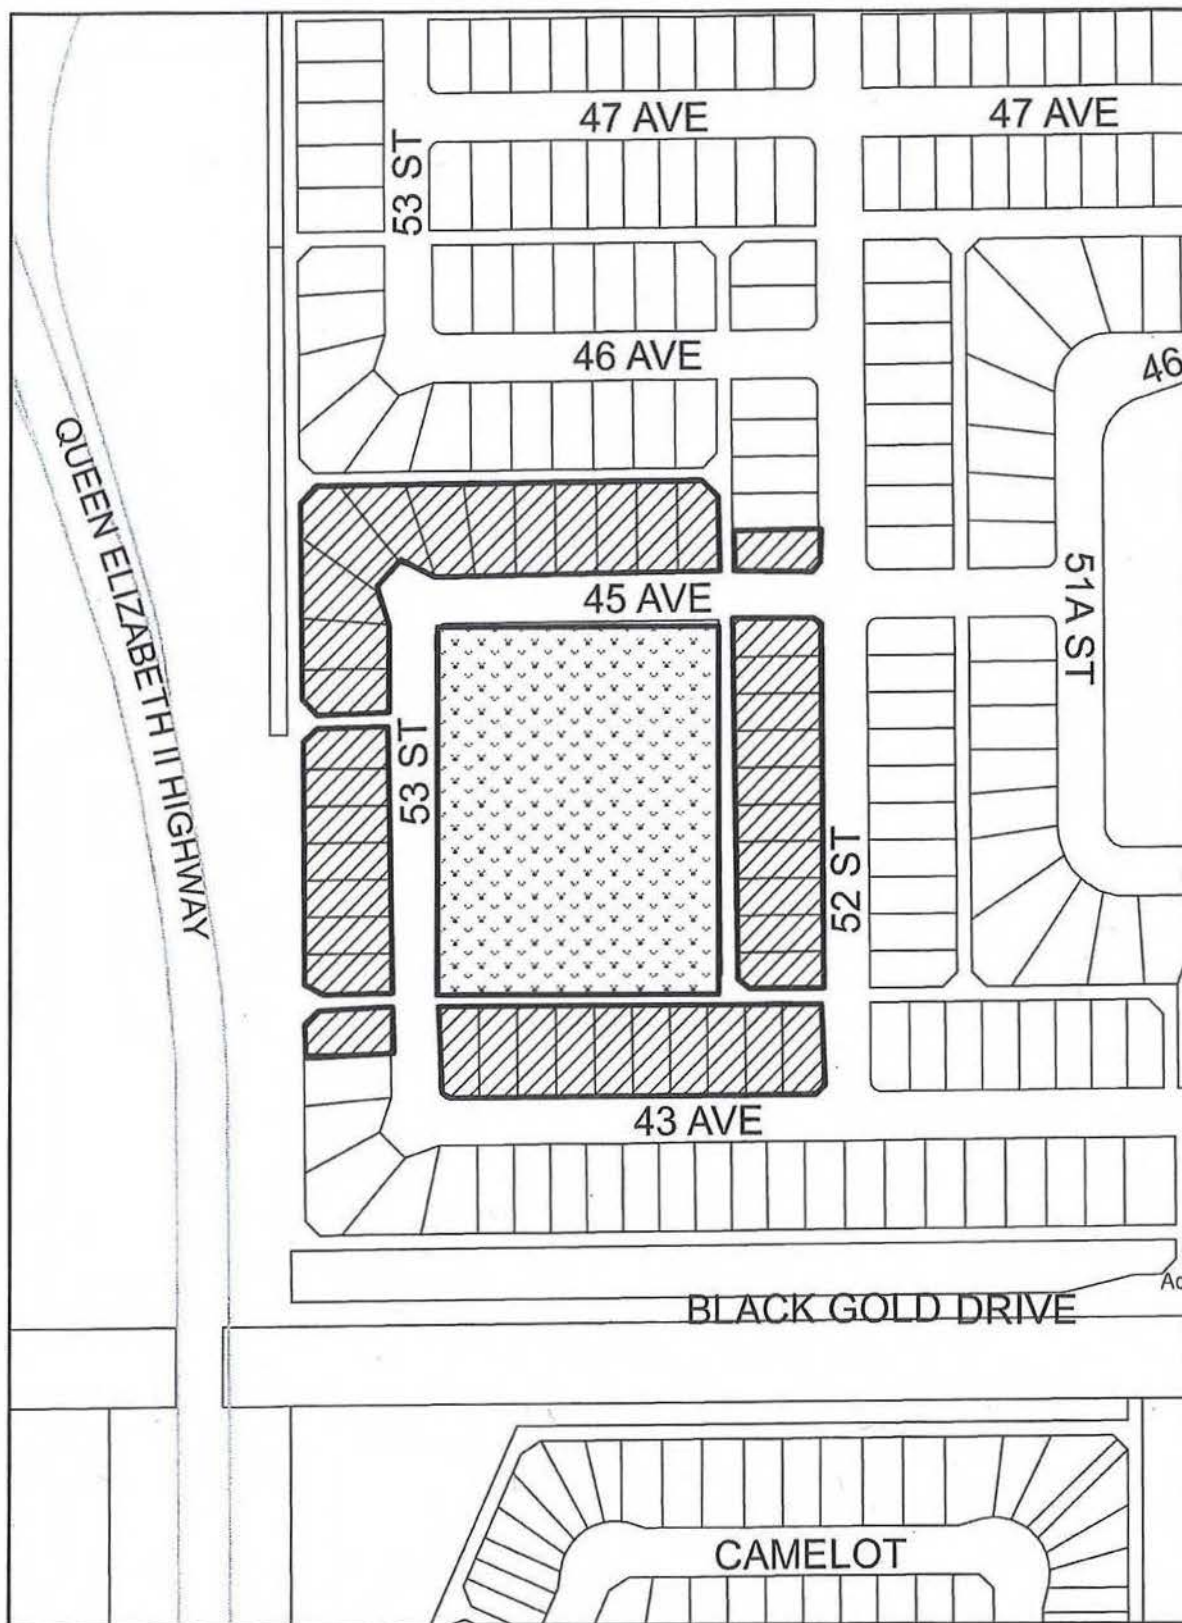 47 AVE
47 AVE
53 ST
46 AVE
46
QUEEN ELIZABETH II HIGHWAY
45 AVE
51A ST
53 ST
52 ST
43 AVE
Ac
BLACK GOLD DRIVE
CAMELOT